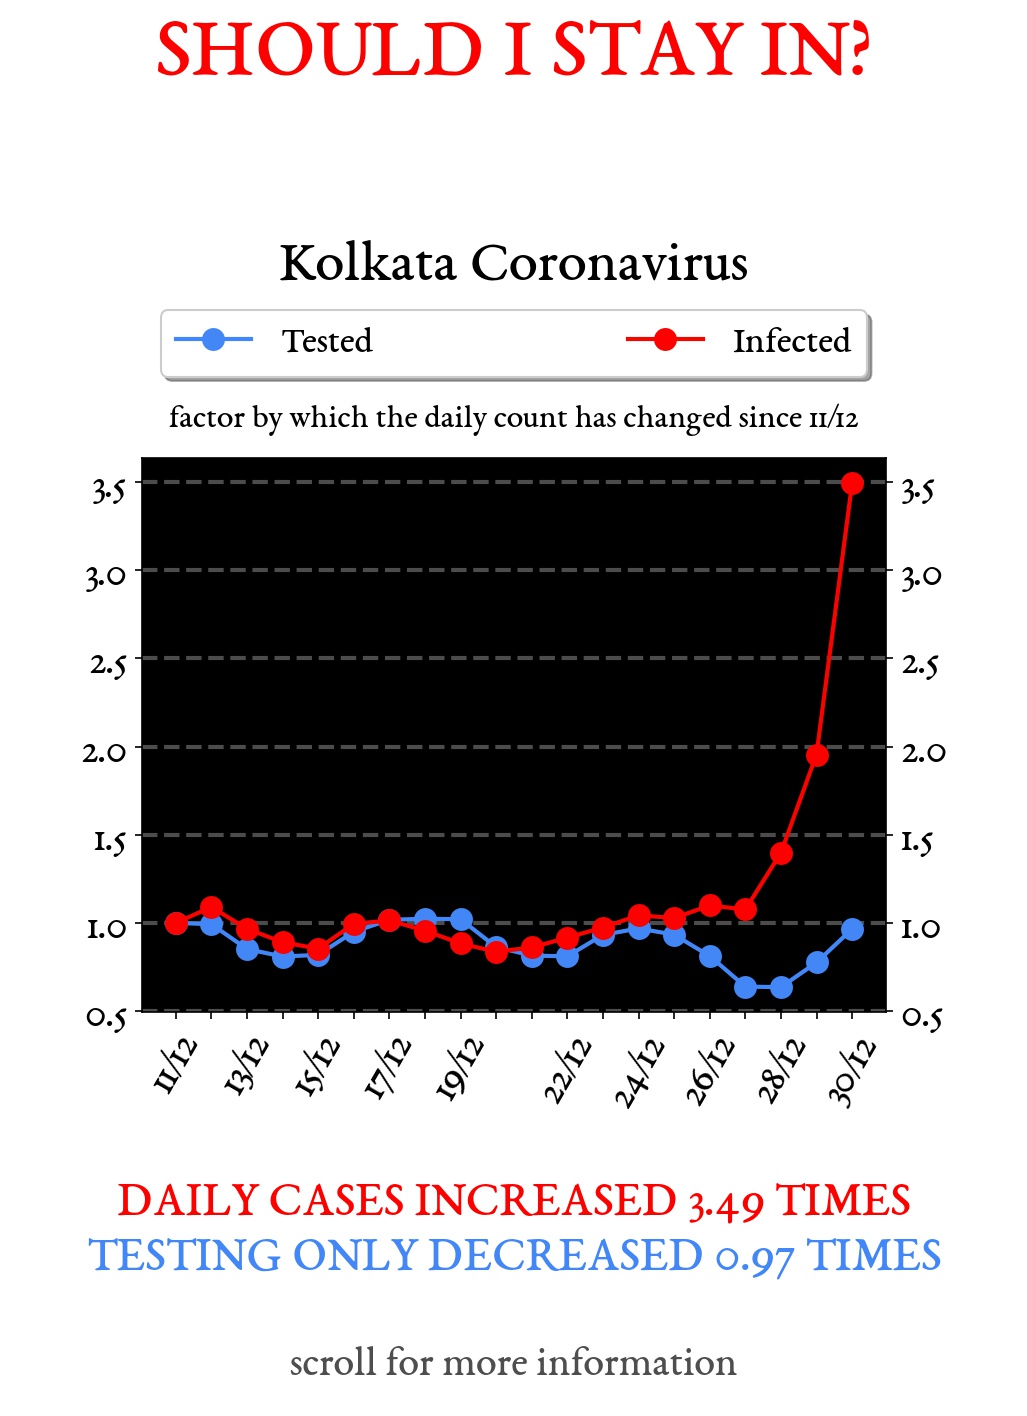 SHOULD I STAY IN?
Kolkata Coronavirus
Tested Infected
factor by which the daily count has changed since 11/12
3.5 3.5
3.0 3.0
2.5 2.5
2.0 2.0
1.5 1.5
1.0 1.0
0.5 0.5
11/12 13/12 15/12 17/12 19/12 22/12 24/12 26/12 28/12 30/12
DAILY CASES INCREASED 3.49 TIMES
TESTING ONLY DECREASED 0.97 TIMES
scroll for more information